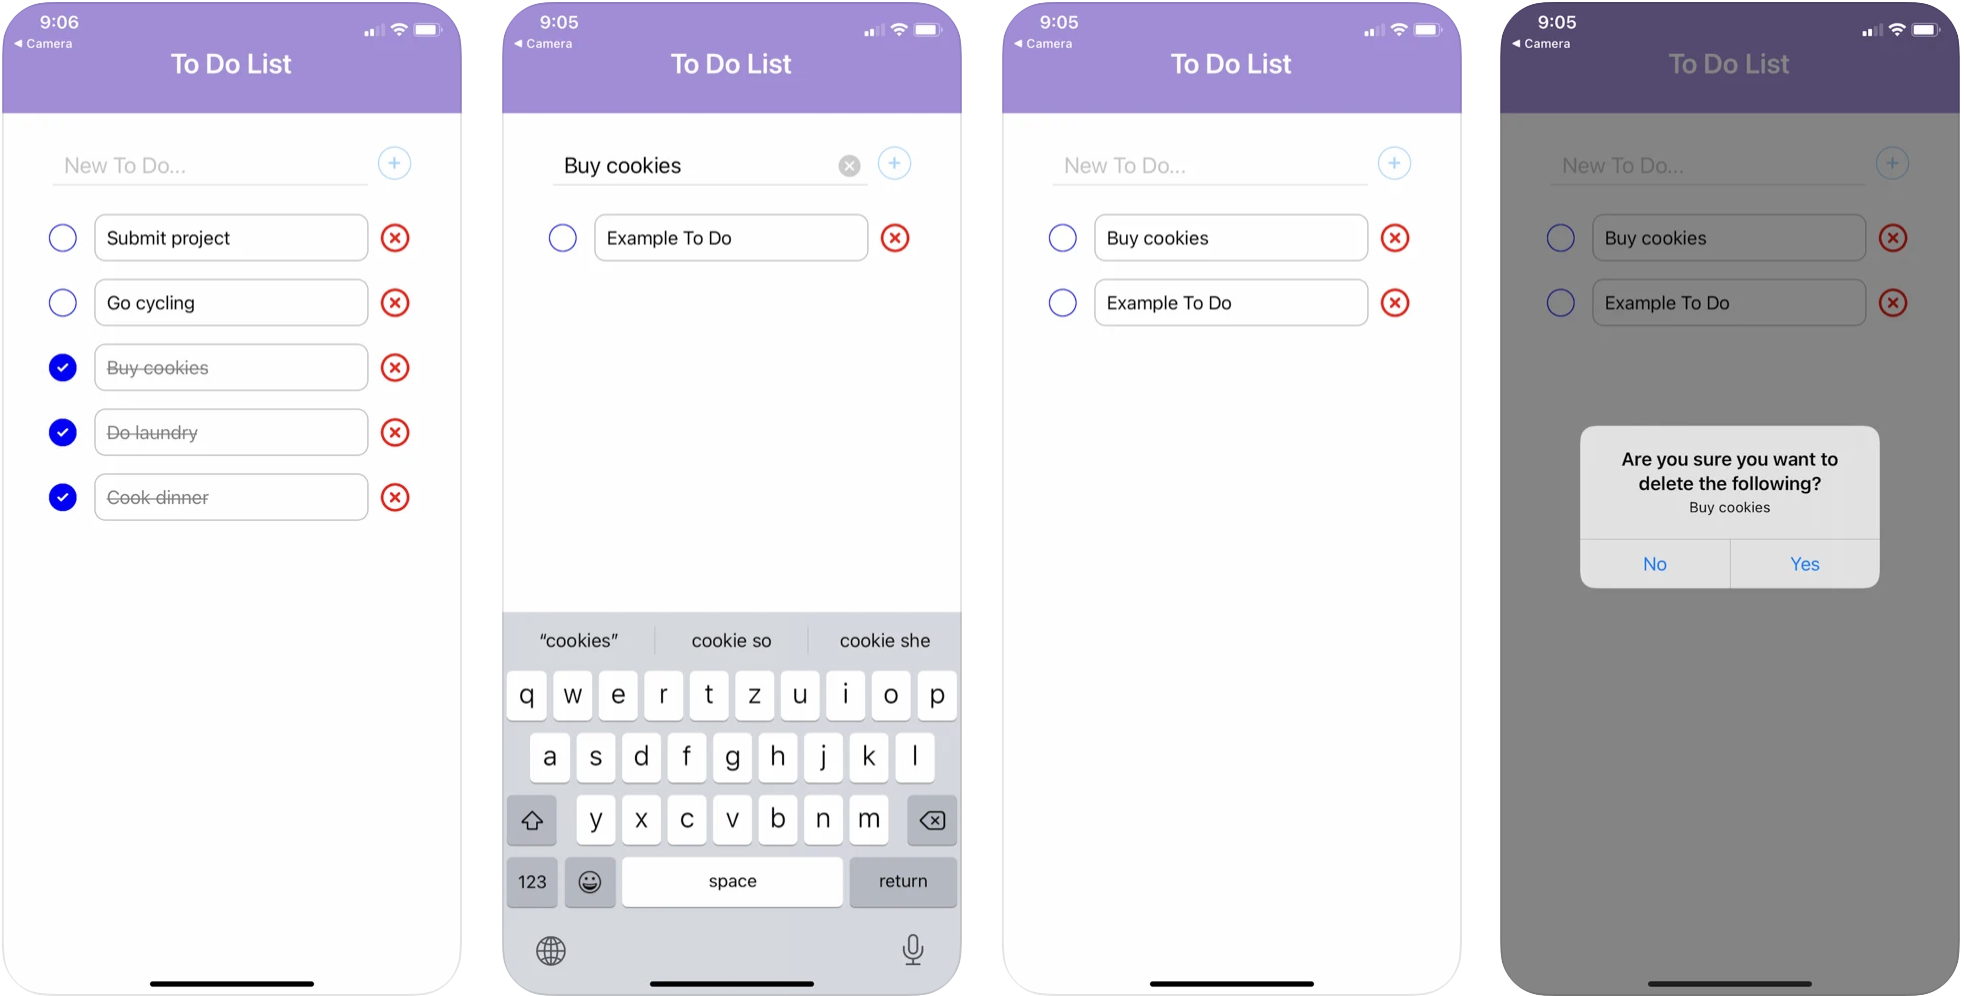 9:06
◀ Camera
To Do List
New To Do...
Submit project
Go cycling
Buy cookies
Do laundry
Cook dinner
9:05
◀ Camera
To Do List
Buy cookies
Example To Do
“cookies” cookie so cookie she
q w e r t z u i o p
a s d f g h j k l
y x c v b n m
123 space return
9:05
◀ Camera
To Do List
New To Do...
Buy cookies
Example To Do
9:05
◀ Camera
To Do List
New To Do...
Buy cookies
Example To Do
Are you sure you want to
delete the following?
Buy cookies
No Yes